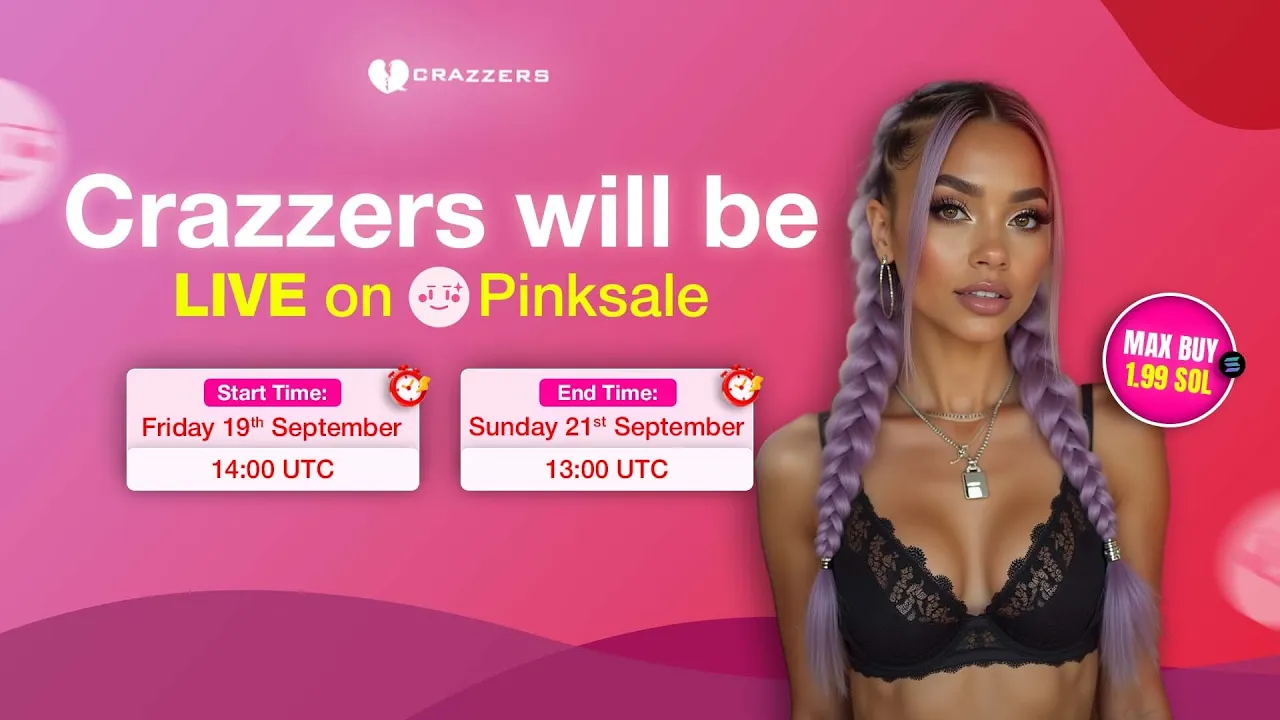 CRAZZERS
Crazzers will be
LIVE on Pinksale
Start Time:
Friday 19th September
14:00 UTC
End Time:
Sunday 21st September
13:00 UTC
MAX BUY
1.99 SOL